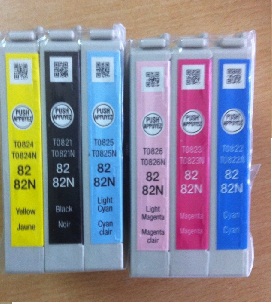 PUSH
T0824
T0824N
82
82N
Yellow
Jaune
PUSH
T0821
T0821N
82
82N
Black
Noir
PUSH
T0825
T0825N
82
82N
Light
Cyan
Cyan
clair
PUSH
T0826
T0826N
82
82N
Light
Magenta
Magenta
clair
PUSH
T0823
T0823N
82
82N
Magenta
Magenta
PUSH
T0822
82
82N
Cyan
Cyan